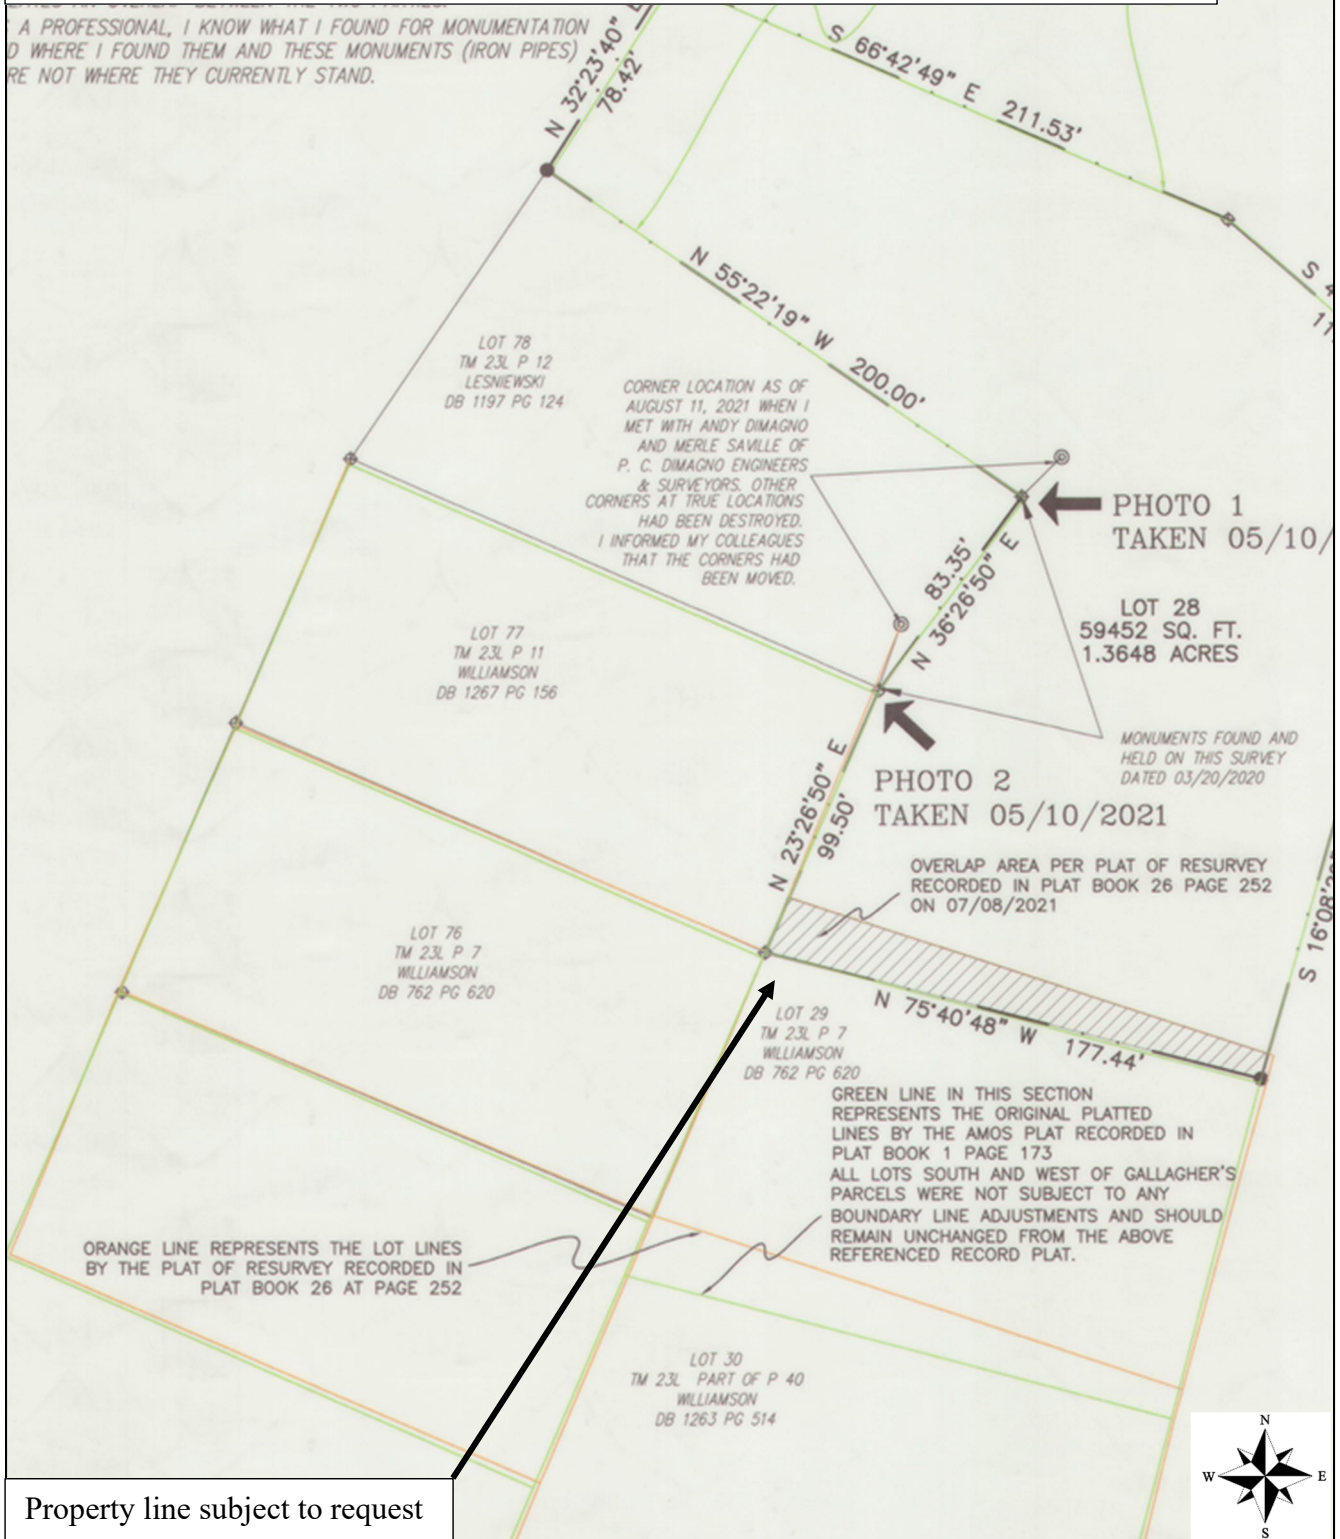 A PROFESSIONAL, I KNOW WHAT I FOUND FOR MONUMENTATION
D WHERE I FOUND THEM AND THESE MONUMENTS (IRON PIPES)
RE NOT WHERE THEY CURRENTLY STAND.
N 32°23'40" E
78.42'
S 66°42'49" E 211.53'
S 4
11
N 55°22'19" W 200.00'
LOT 78
TM 23L P 12
LESNIEWSKI
DB 1197 PG 124
CORNER LOCATION AS OF
AUGUST 11, 2021 WHEN I
MET WITH ANDY DIMAGNO
AND MERLE SAVILLE OF
P. C. DIMAGNO ENGINEERS
& SURVEYORS. OTHER
CORNERS AT TRUE LOCATIONS
HAD BEEN DESTROYED.
I INFORMED MY COLLEAGUES
THAT THE CORNERS HAD
BEEN MOVED.
PHOTO 1
TAKEN 05/10/
83.35'
N 36°26'50" E
LOT 28
59452 SQ. FT.
1.3648 ACRES
LOT 77
TM 23L P 11
WILLIAMSON
DB 1267 PG 156
MONUMENTS FOUND AND
HELD ON THIS SURVEY
DATED 03/20/2020
PHOTO 2
TAKEN 05/10/2021
N 23°26'50" E
99.50'
OVERLAP AREA PER PLAT OF RESURVEY
RECORDED IN PLAT BOOK 26 PAGE 252
ON 07/08/2021
S 16°08'
LOT 76
TM 23L P 7
WILLIAMSON
DB 762 PG 620
N 75°40'48" W 177.44'
LOT 29
TM 23L P 7
WILLIAMSON
DB 762 PG 620
GREEN LINE IN THIS SECTION
REPRESENTS THE ORIGINAL PLATTED
LINES BY THE AMOS PLAT RECORDED IN
PLAT BOOK 1 PAGE 173
ALL LOTS SOUTH AND WEST OF GALLAGHER'S
PARCELS WERE NOT SUBJECT TO ANY
BOUNDARY LINE ADJUSTMENTS AND SHOULD
REMAIN UNCHANGED FROM THE ABOVE
REFERENCED RECORD PLAT.
ORANGE LINE REPRESENTS THE LOT LINES
BY THE PLAT OF RESURVEY RECORDED IN
PLAT BOOK 26 AT PAGE 252
LOT 30
TM 23L PART OF P 40
WILLIAMSON
DB 1263 PG 514
N
W E
S
Property line subject to request